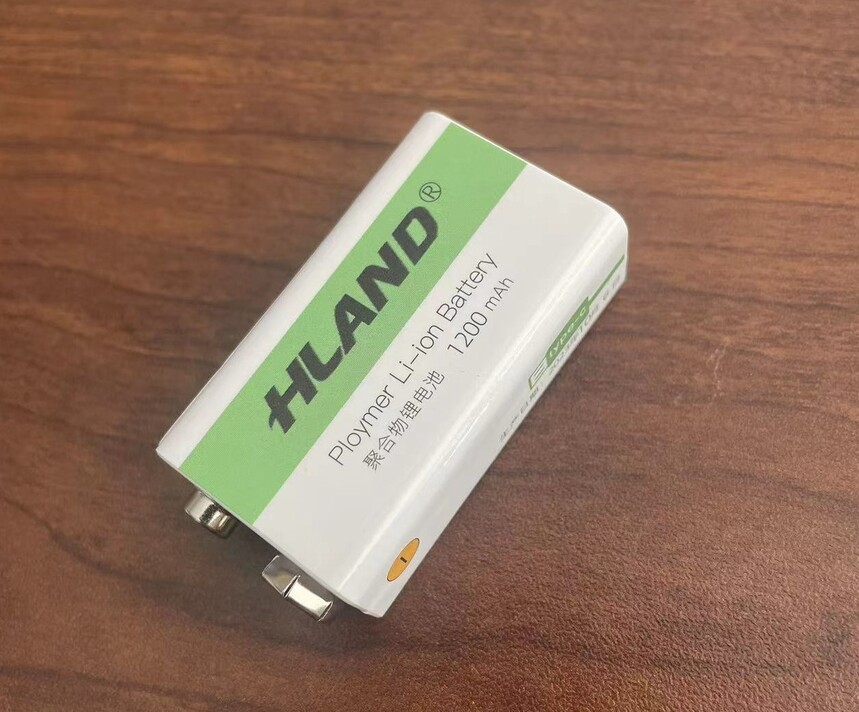 HLAND®
Ploymer Li-ion Battery
聚合物锂电池 1200 mAh
type-c